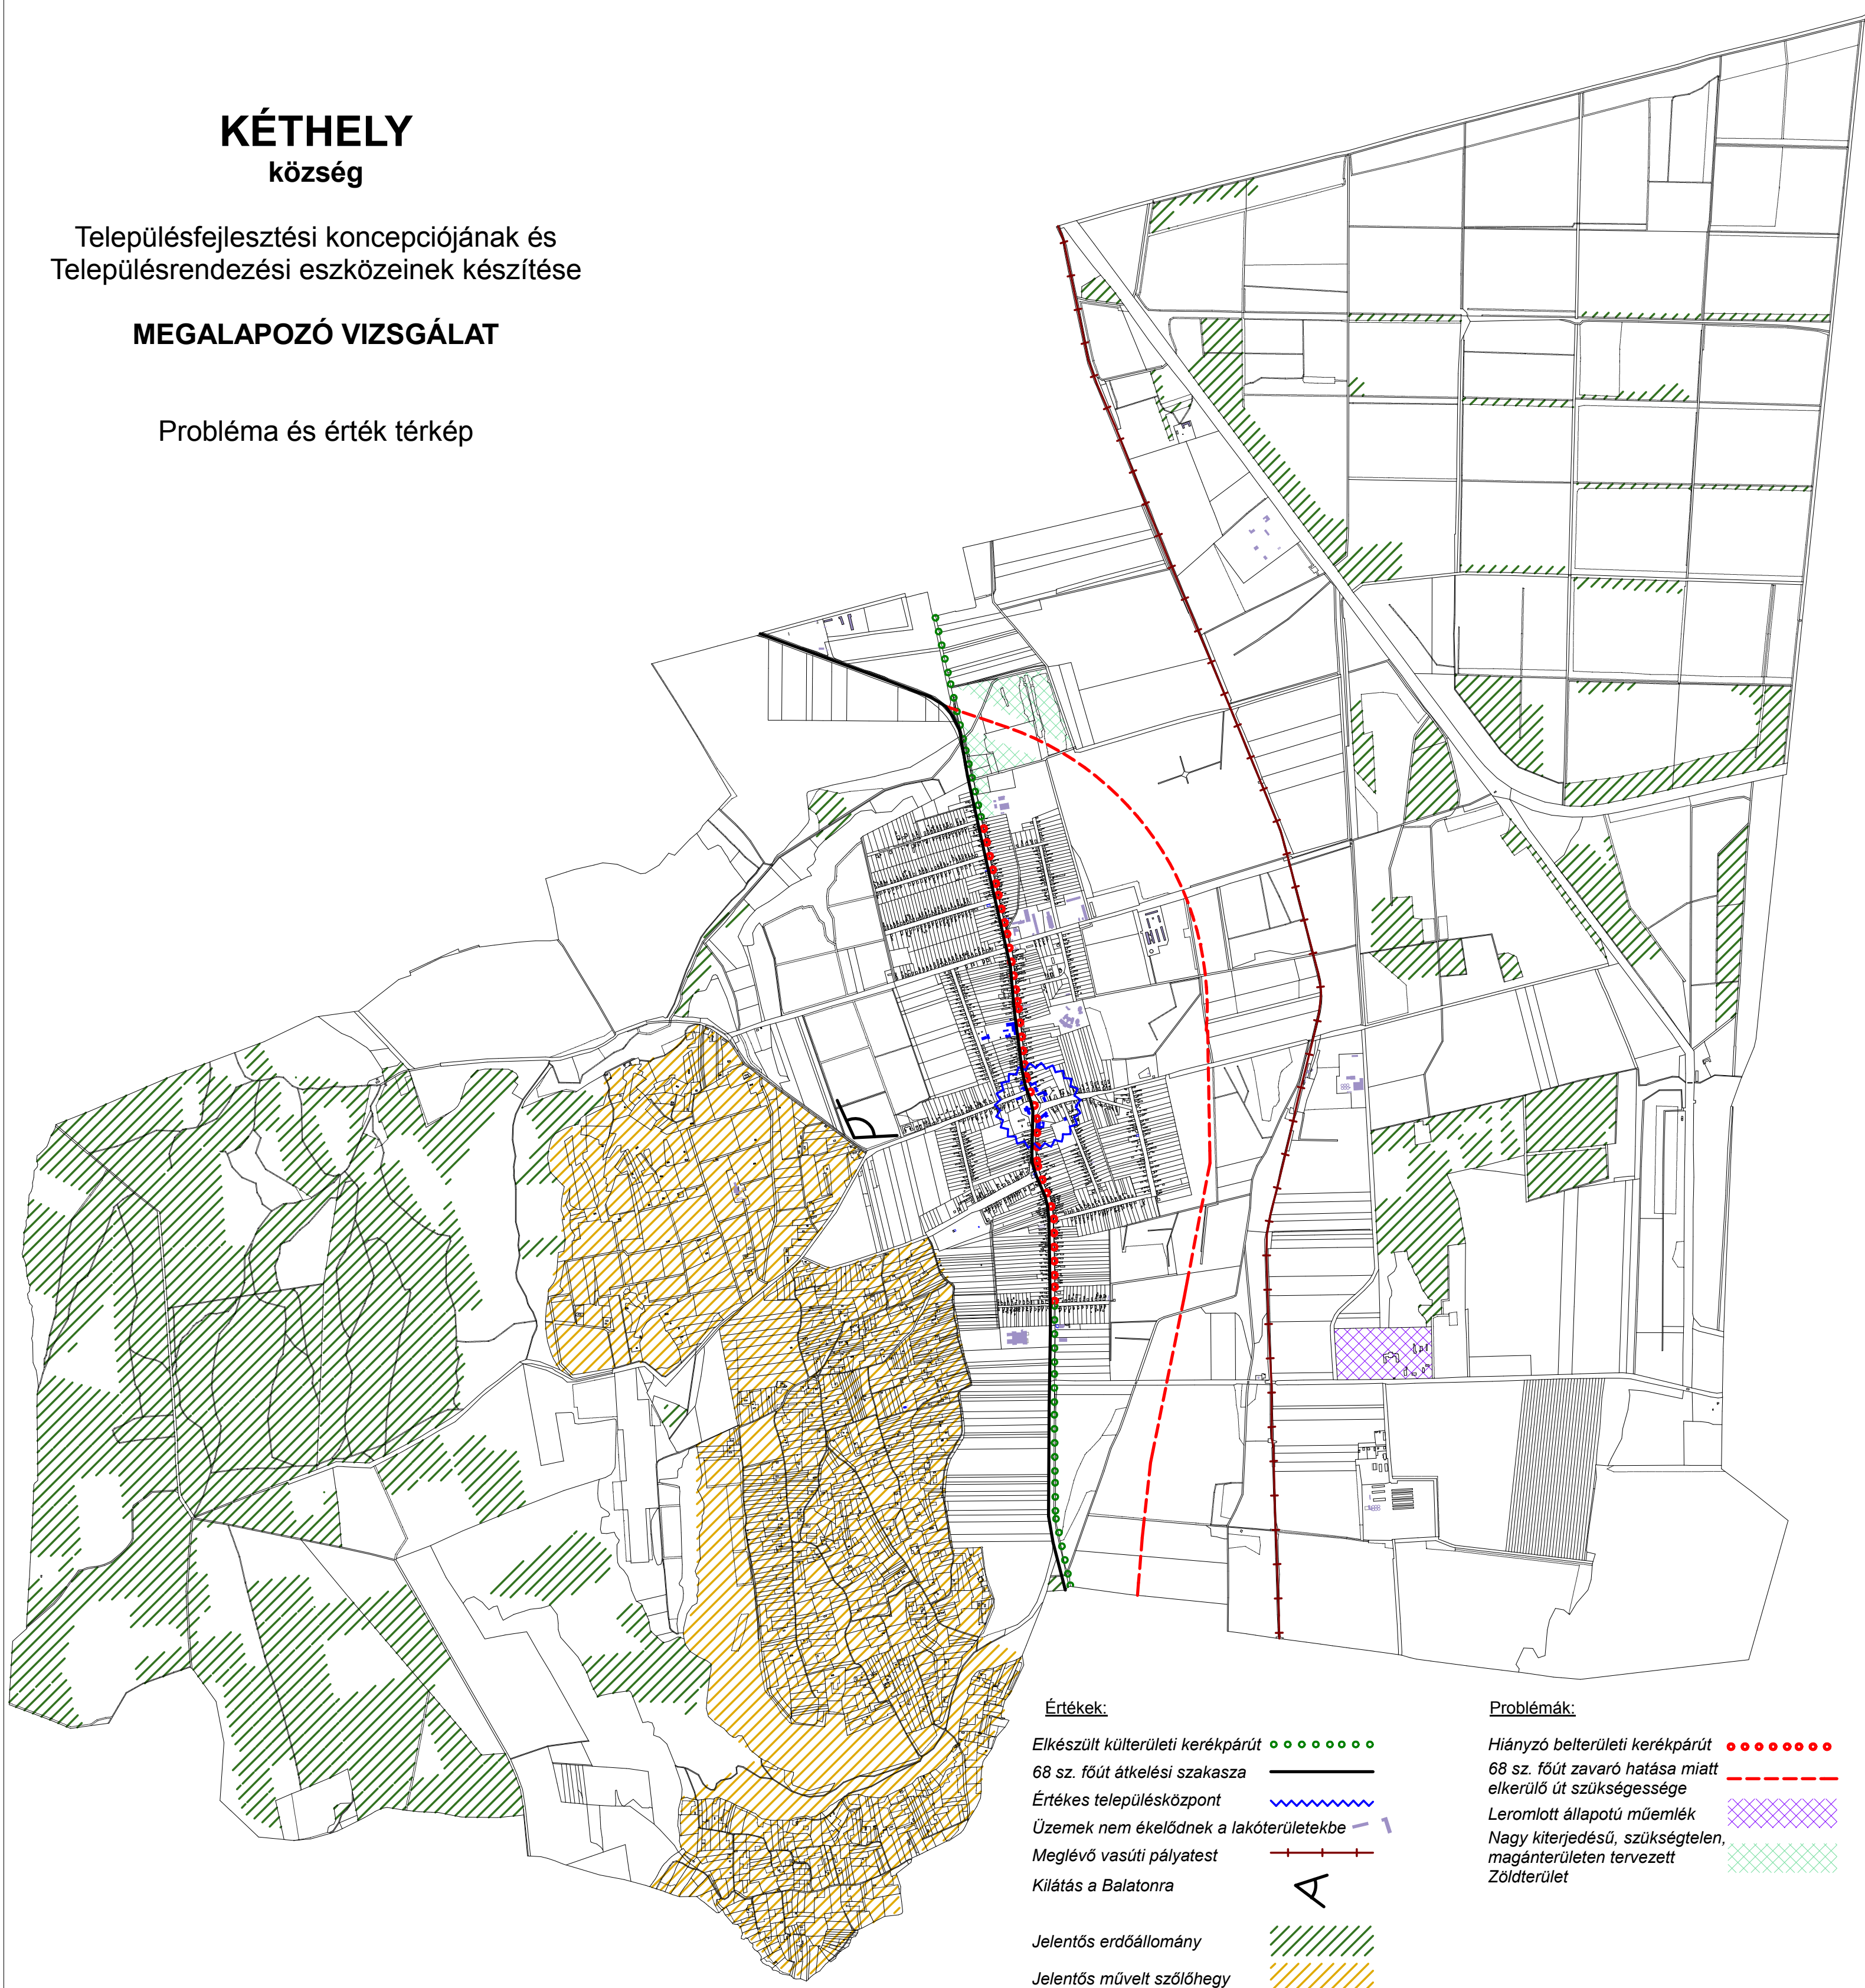 KÉTHELY
község
Településfejlesztési koncepciójának és
Településrendezési eszközeinek készítése
MEGALAPOZÓ VIZSGÁLAT
Probléma és érték térkép
Értékek:
Elkészült külterületi kerékpárút
68 sz. főút átkelési szakasza
Értékes településközpont
Üzemek nem ékelődnek a lakóterületekbe
Meglévő vasúti pályatest
Kilátás a Balatonra
Jelentős erdőállomány
Jelentős művelt szőlőhegy
Problémák:
Hiányzó belterületi kerékpárút
68 sz. főút zavaró hatása miatt
elkerülő út szükségessége
Leromlott állapotú műemlék
Nagy kiterjedésű, szükségtelen,
magánterületen tervezett
Zöldterület